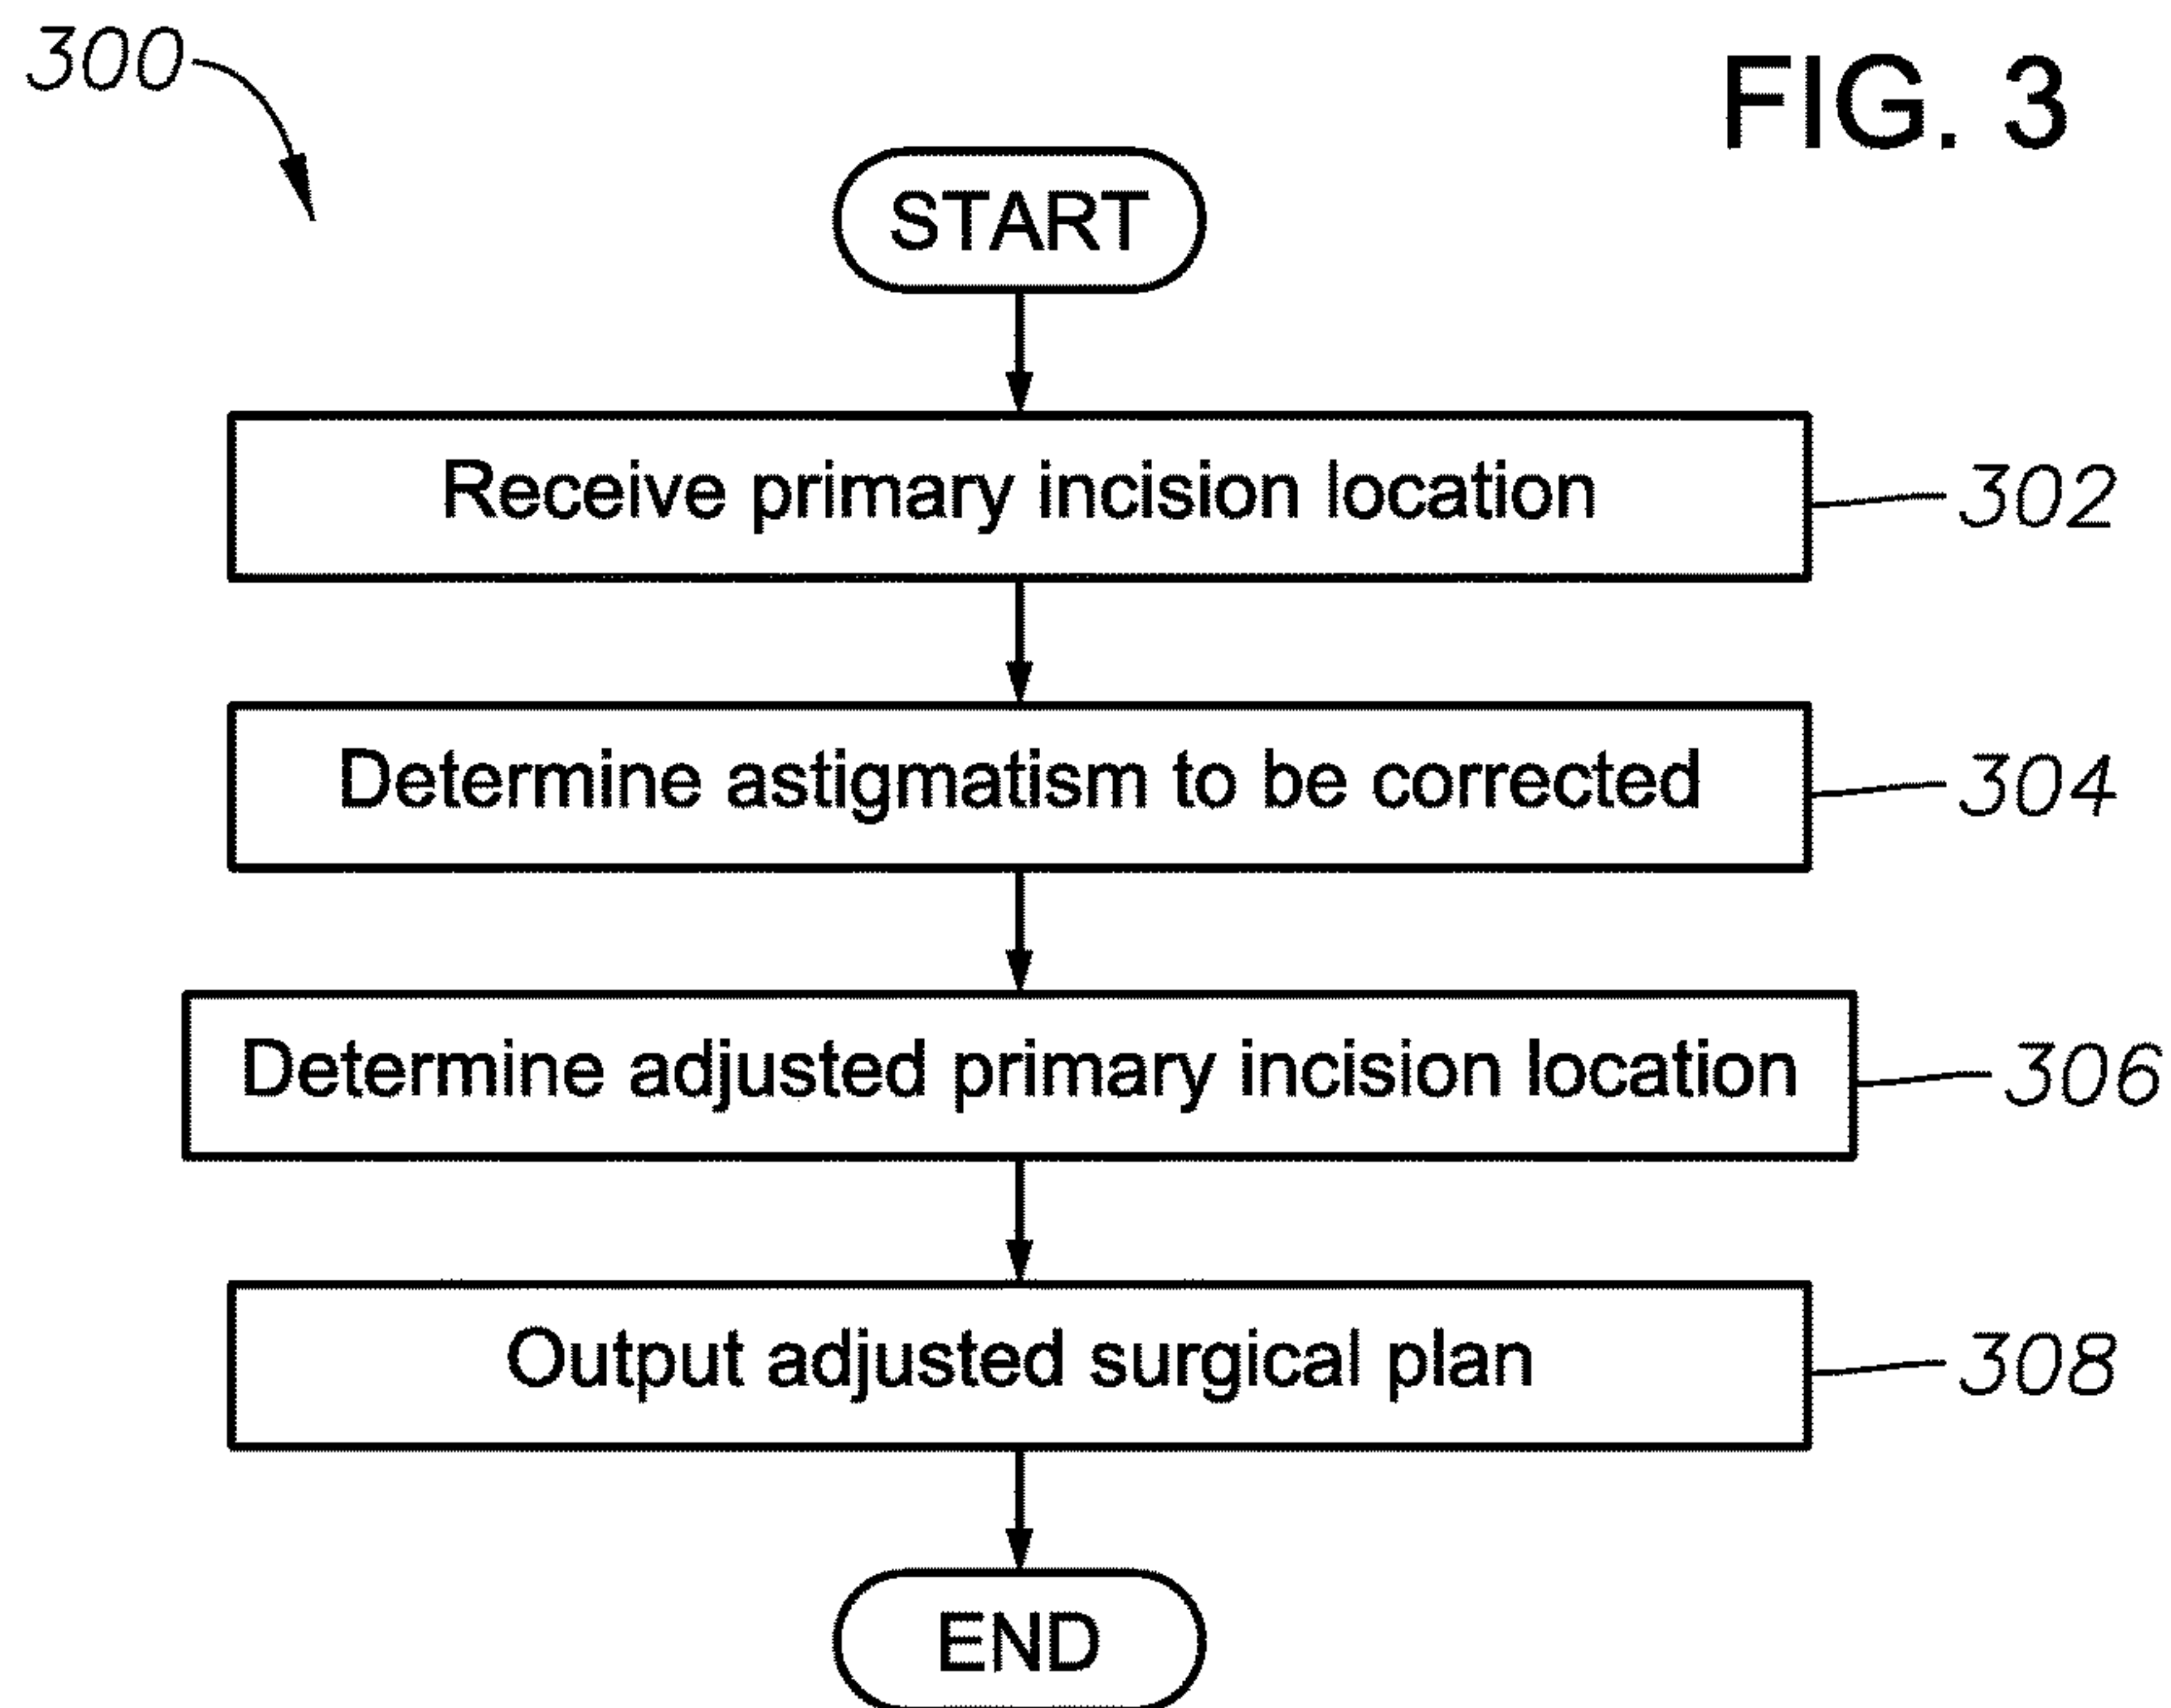 300
FIG. 3
START
Receive primary incision location
302
Determine astigmatism to be corrected
304
Determine adjusted primary incision location
306
Output adjusted surgical plan
308
END